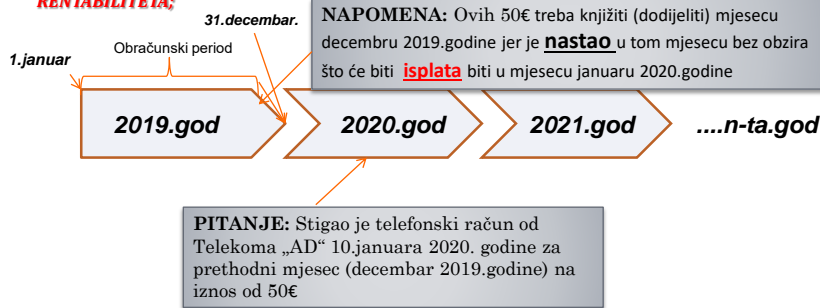 RENTABILITETA;
31.decembar.
NAPOMENA: Ovih 50€ treba knjižiti (dodijeliti) mjesecu
decembru 2019.godine jer je nastao u tom mjesecu bez obzira
što će biti isplata biti u mjesecu januaru 2020.godine
1.januar
Obračunski period
2019.god
2020.god
2021.god
....n-ta.god
PITANJE: Stigao je telefonski račun od
Telekoma „AD“ 10.januara 2020. godine za
prethodni mjesec (decembar 2019.godine) na
iznos od 50€